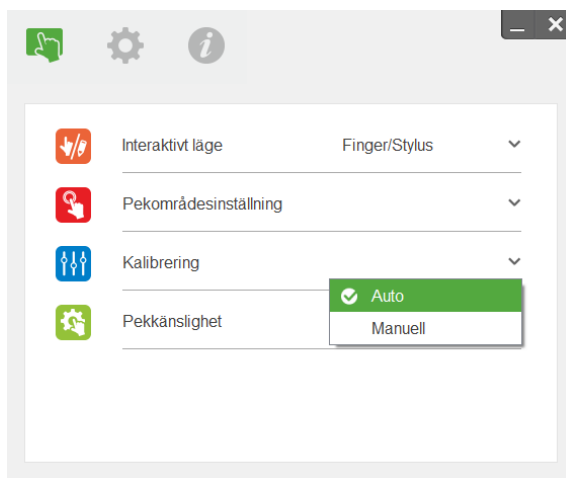 Interaktivt läge Finger/Stylus
Pekområdesinställning
Kalibrering
Auto
Pekkänslighet
Manuell